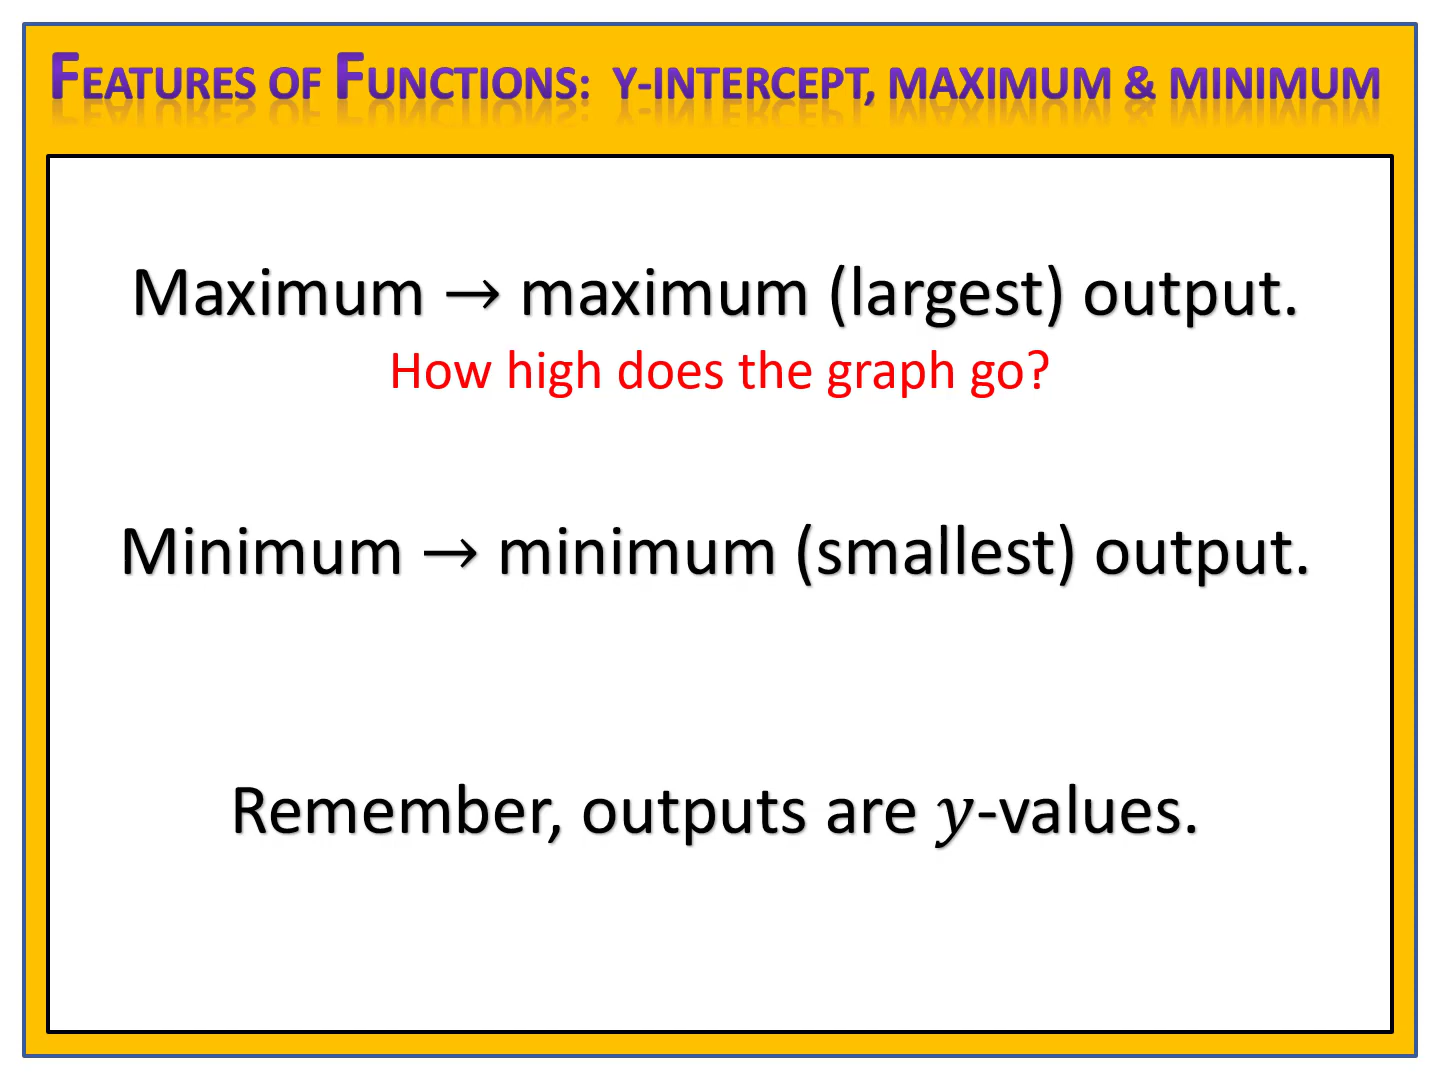 FEATURES OF FUNCTIONS: Y-INTERCEPT, MAXIMUM & MINIMUM
Maximum → maximum (largest) output.
How high does the graph go?
Minimum → minimum (smallest) output.
Remember, outputs are y-values.